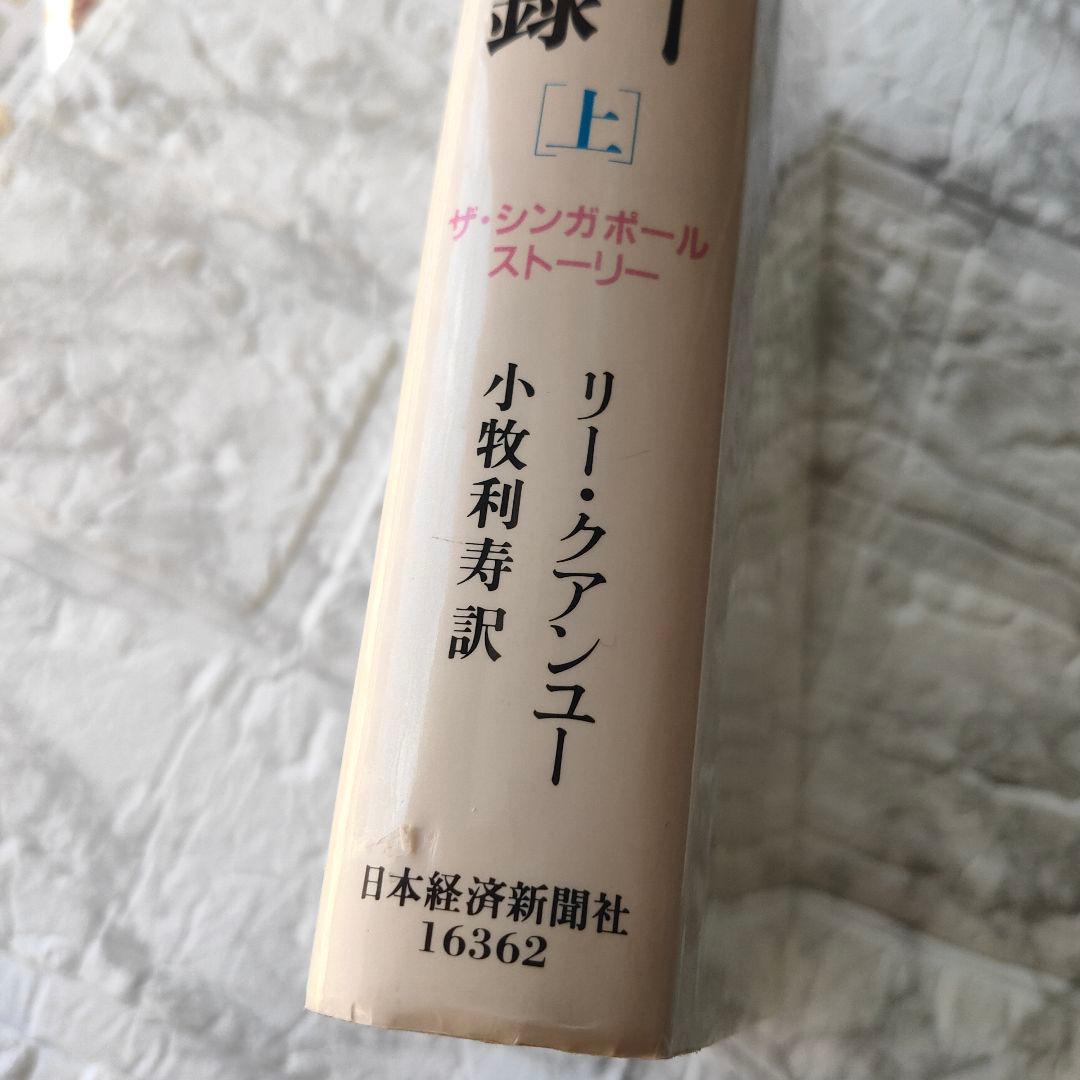 ー
録
[上]
ザ・シンガポール
ストーリー
リー・クアンユー
小牧利寿訳
日本経済新聞社
16362